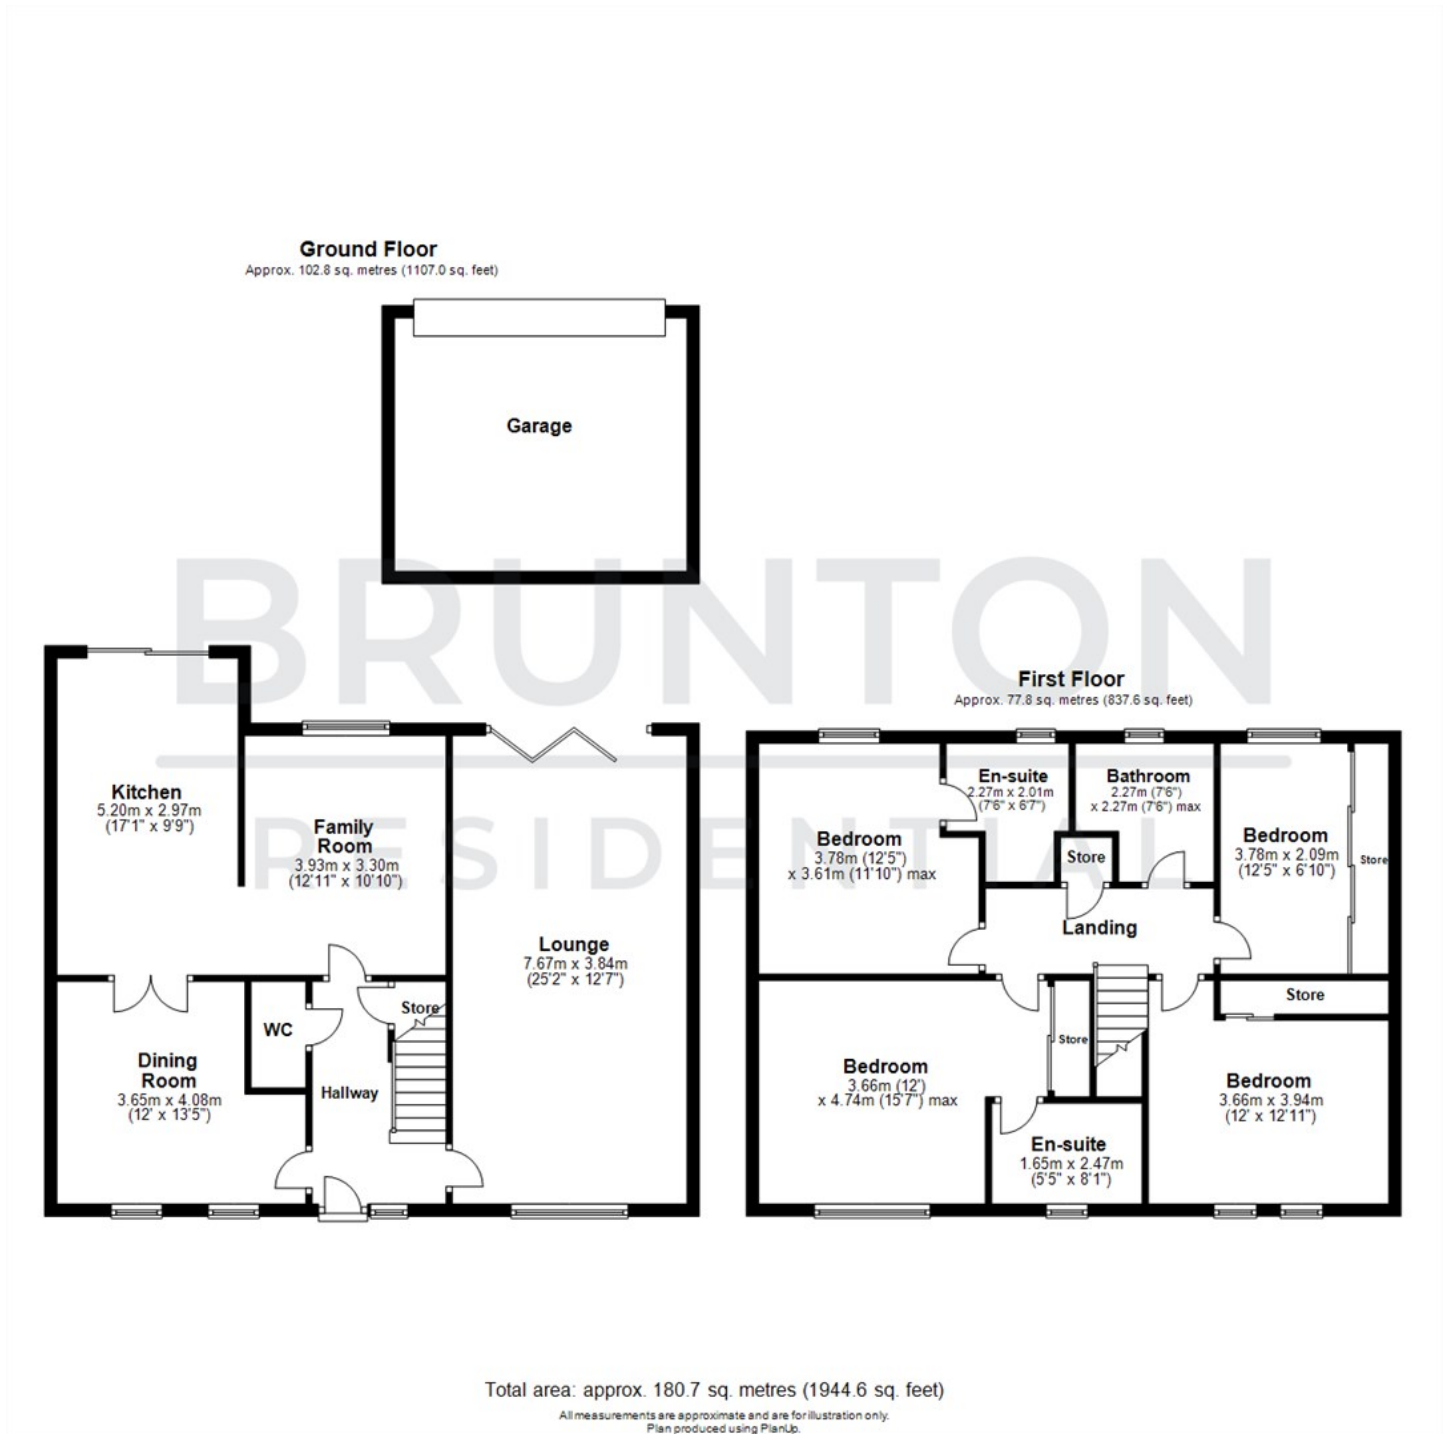 Ground Floor
Approx. 102.8 sq. metres (1107.0 sq. feet)
Garage
BRUNTON
RESIDENTIAL
Kitchen
5.20m x 2.97m
(17'1" x 9'9")
Family
Room
3.93m x 3.30m
(12'11" x 10'10")
Lounge
7.67m x 3.84m
(25'2" x 12'7")
Store
WC
Dining
Room
3.65m x 4.08m
(12' x 13'5")
Hallway
First Floor
Approx. 77.8 sq. metres (837.6 sq. feet)
En-suite
2.27m x 2.01m
(7'6" x 6'7")
Bathroom
2.27m (7'6")
x 2.27m (7'6") max
Bedroom
3.78m (12'5")
x 3.61m (11'10") max
Store
Bedroom
3.78m x 2.09m
(12'5" x 6'10")
Store
Landing
Store
Store
Bedroom
3.66m (12')
x 4.74m (15'7") max
Bedroom
3.66m x 3.94m
(12' x 12'11")
En-suite
1.65m x 2.47m
(5'5" x 8'1")
Total area: approx. 180.7 sq. metres (1944.6 sq. feet)
All measurements are approximate and are for illustration only.
Plan produced using PlanUp.